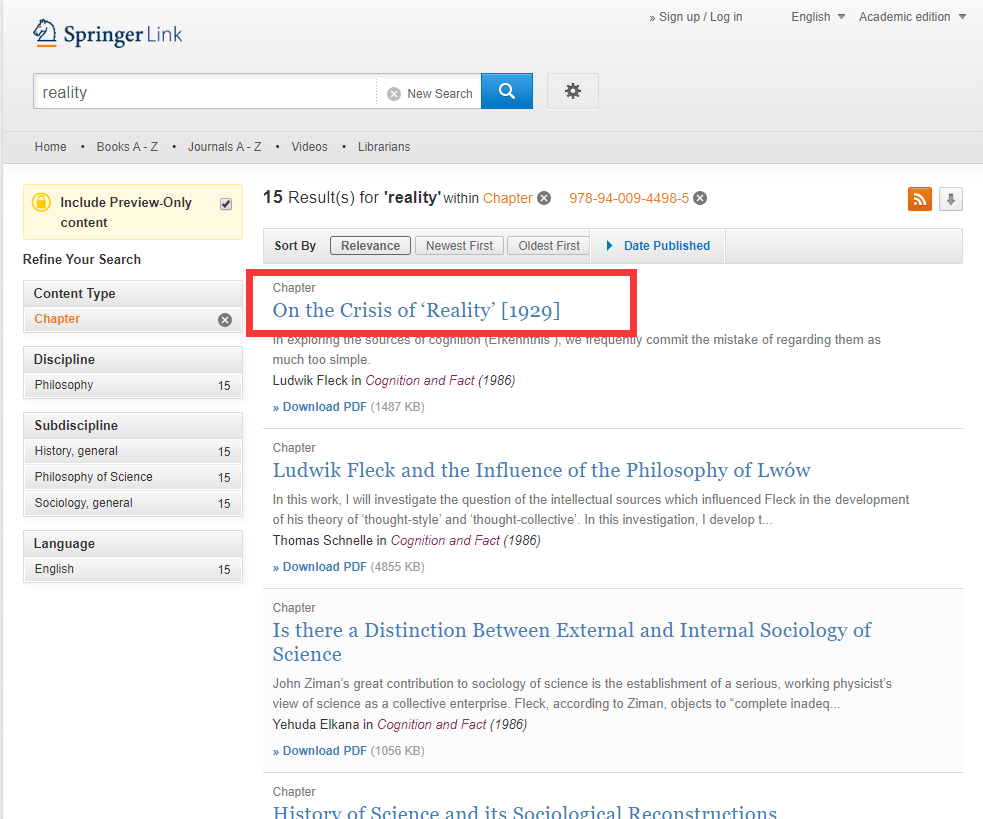 » Sign up / Log in English Academic edition
Springer Link
reality New Search
Home • Books A - Z • Journals A - Z • Videos • Librarians
Include Preview-Only
content
Refine Your Search
Content Type
Chapter
Discipline
Philosophy 15
Subdiscipline
History, general 15
Philosophy of Science 15
Sociology, general 15
Language
English 15
15 Result(s) for 'reality' within Chapter 978-94-009-4498-5
Sort By Relevance Newest First Oldest First Date Published
Chapter
On the Crisis of ‘Reality’ [1929]
In exploring the sources of cognition (Erkenntnis ), we frequently commit the mistake of regarding them as
much too simple.
Ludwik Fleck in Cognition and Fact (1986)
» Download PDF (1487 KB)
Chapter
Ludwik Fleck and the Influence of the Philosophy of Lwów
In this work, I will investigate the question of the intellectual sources which influenced Fleck in the development
of his theory of ‘thought-style’ and ‘thought-collective’. In this investigation, I develop t...
Thomas Schnelle in Cognition and Fact (1986)
» Download PDF (4855 KB)
Chapter
Is there a Distinction Between External and Internal Sociology of
Science
John Ziman’s great contribution to sociology of science is the establishment of a serious, working physicist’s
view of science as a collective enterprise. Fleck, according to Ziman, objects to “complete inadeq...
Yehuda Elkana in Cognition and Fact (1986)
» Download PDF (1056 KB)
Chapter
History of Science and its Sociological Reconstructions